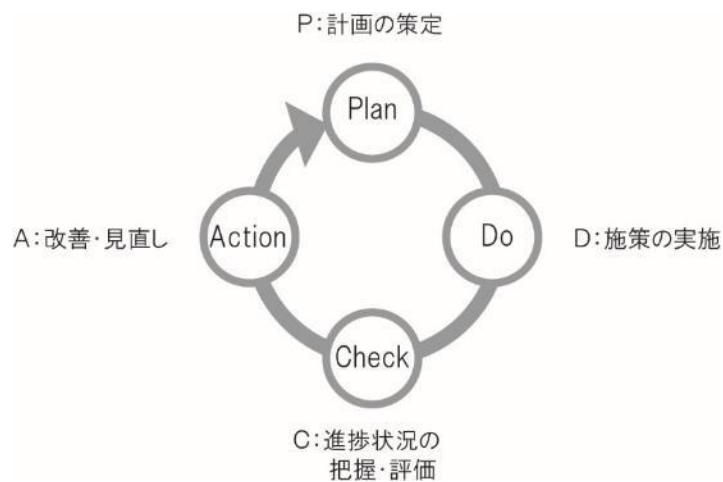 P:計画の策定
Plan
A:改善・見直し
Action
Do
D:施策の実施
Check
C:進捗状況の
把握・評価